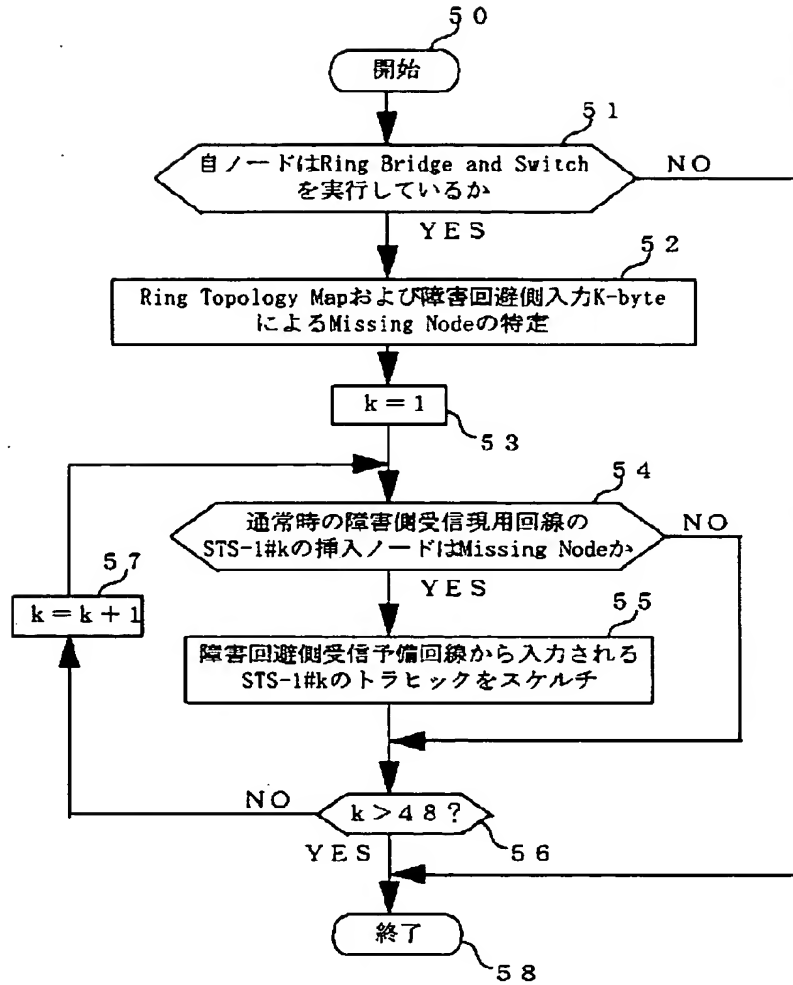 ５０
開始
５１
自ノードはRing Bridge and Switch
を実行しているか
ＮＯ
ＹＥＳ
５２
Ring Topology Mapおよび障害回避側入力K-byte
によるMissing Nodeの特定
ｋ＝１
５３
５４
通常時の障害側受信現用回線の
STS-1#kの挿入ノードはMissing Nodeか
ＮＯ
ＹＥＳ
５７
ｋ＝ｋ＋１
５５
障害回避側受信予備回線から入力される
STS-1#kのトラヒックをスケルチ
ＮＯ
ｋ＞４８？
５６
ＹＥＳ
終了
５８